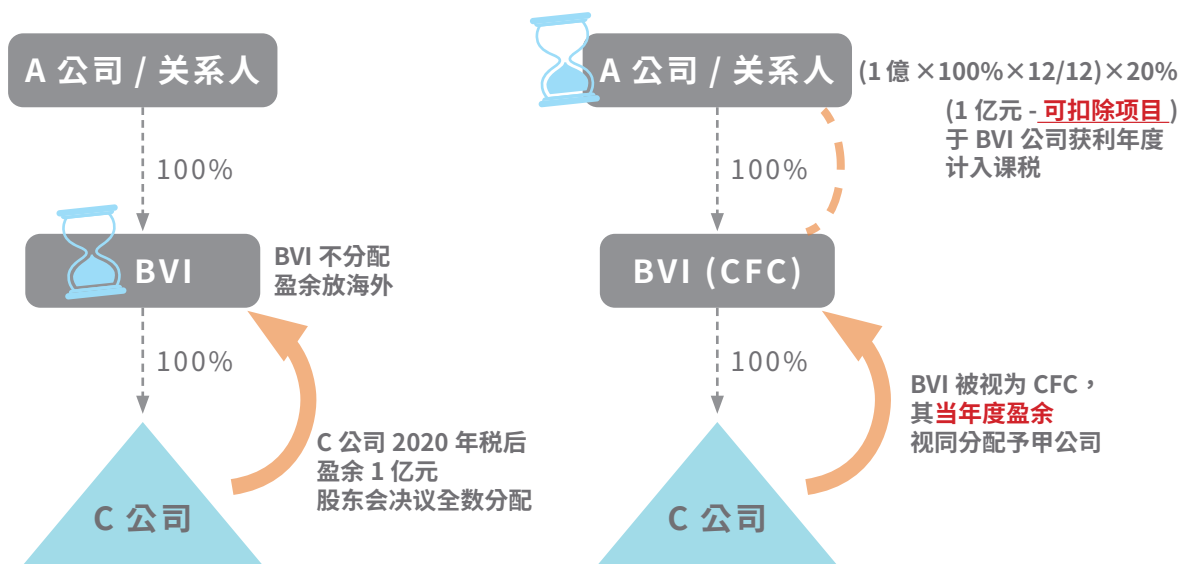 A 公司 / 关系人
100%
BVI
BVI 不分配
盈余放海外
100%
C 公司 2020 年税后
盈余 1 亿元
股东会决议全数分配
C 公司
A 公司 / 关系人
(1 億 ×100%×12/12)×20%
(1 亿元 - 可扣除项目 )
于 BVI 公司获利年度
计入课税
100%
BVI (CFC)
100%
BVI 被视为 CFC，
其当年度盈余
视同分配予甲公司
C 公司